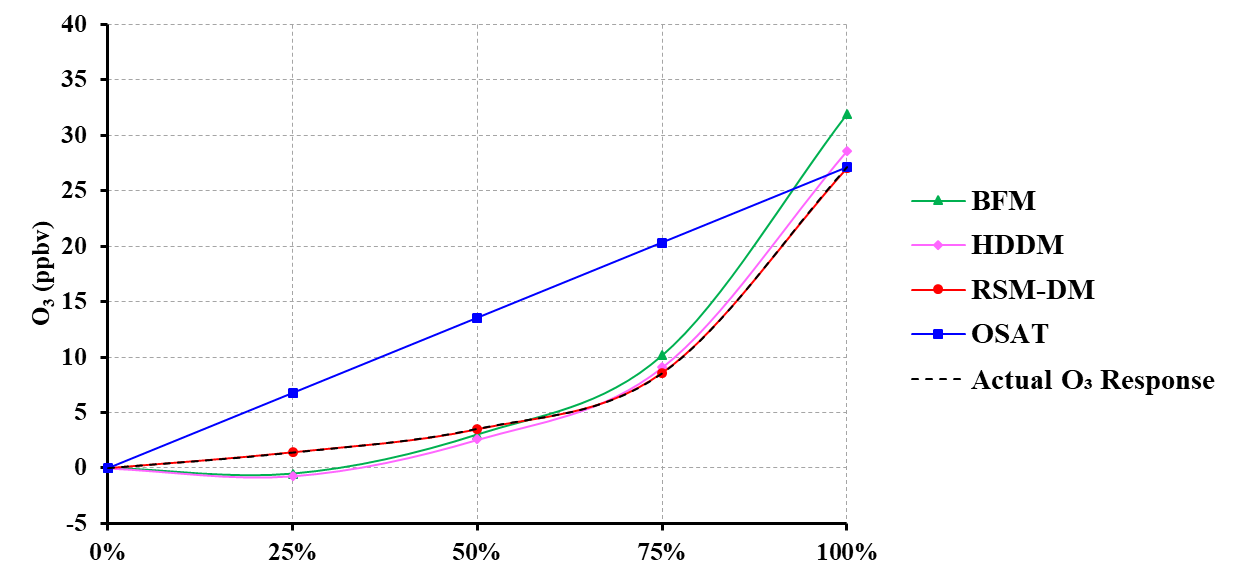 40
35
30
25
20
15
10
5
0
-5
O₃ (ppbv)
0% 25% 50% 75% 100%
BFM
HDDM
RSM-DM
OSAT
Actual O₃ Response